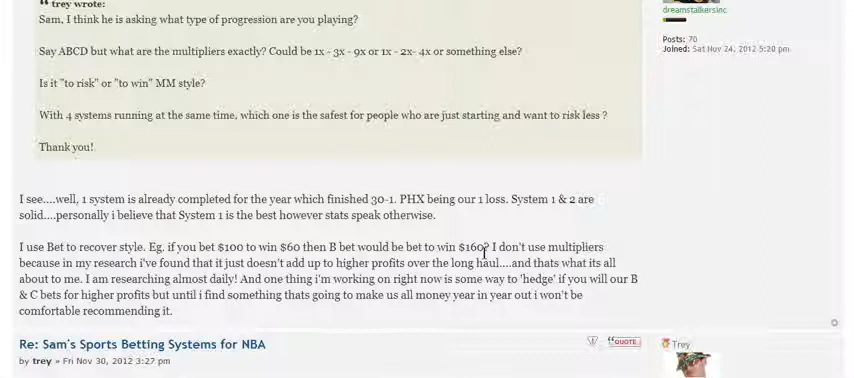 trey wrote:
dreamstalkersinc
Sam, I think he is asking what type of progression are you playing?
Posts: 70
Joined: Sat Nov 24, 2012 5:20 pm
Say ABCD but what are the multipliers exactly? Could be 1x - 3x - 9x or 1x - 2x- 4x or something else?
Is it "to risk" or "to win" MM style?
With 4 systems running at the same time, which one is the safest for people who are just starting and want to risk less ?
Thank you!
I see....well, 1 system is already completed for the year which finished 30-1. PHX being our 1 loss. System 1 & 2 are
solid....personally i believe that System 1 is the best however stats speak otherwise.
I use Bet to recover style. Eg. if you bet $100 to win $60 then B bet would be bet to win $160? I don't use multipliers
because in my research i've found that it just doesn't add up to higher profits over the long haul....and thats what its all
about to me. I am researching almost daily! And one thing i'm working on right now is some way to 'hedge' if you will our B
& C bets for higher profits but until i find something thats going to make us all money year in year out i won't be
comfortable recommending it.
Re: Sam's Sports Betting Systems for NBA
QUOTE
Trey
by trey » Fri Nov 30, 2012 3:27 pm